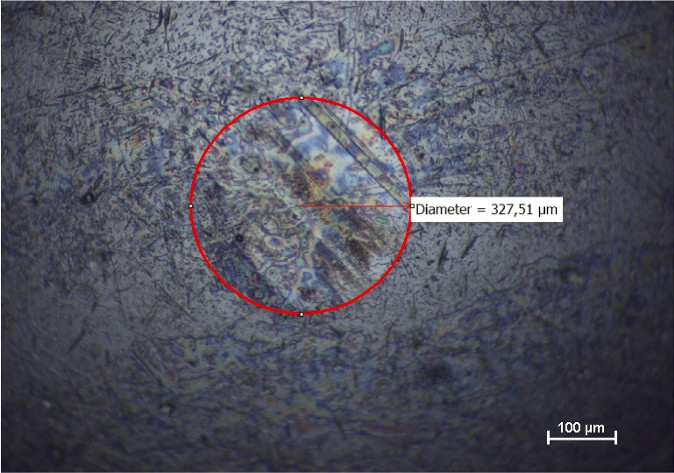 Diameter = 327,51 µm
100 µm